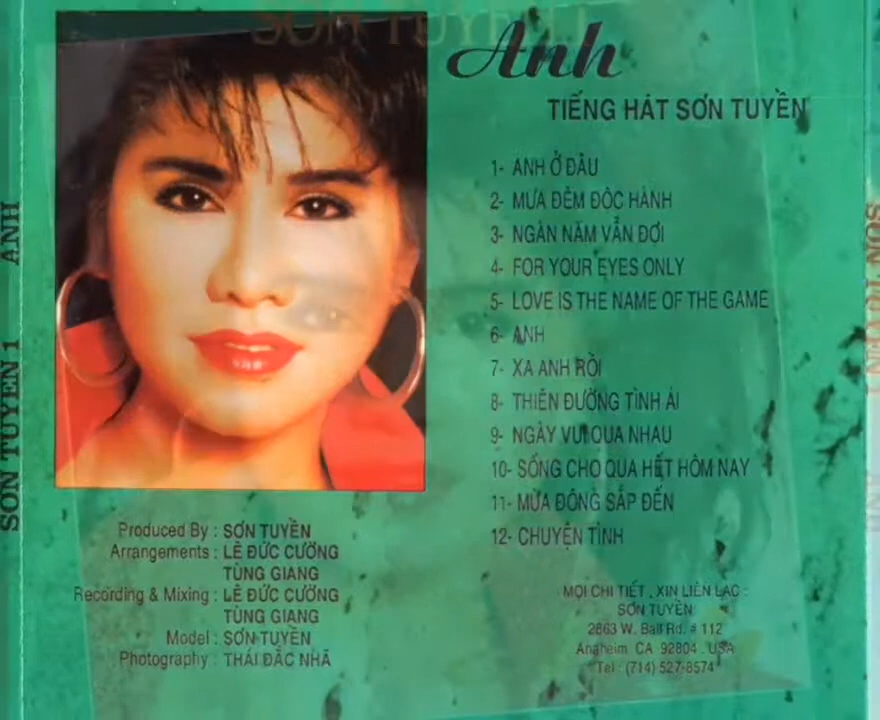 SƠN TUYỀN 1
Anh
TIẾNG HÁT SƠN TUYỀN
1- ANH Ở ĐÂU
2- MƯA ĐÊM ĐỘC HÀNH
3- NGÀN NĂM VẪN ĐỢI
4- FOR YOUR EYES ONLY
5- LOVE IS THE NAME OF THE GAME
6- ANH
7- XA ANH RỒI
8- THIÊN ĐƯỜNG TÌNH ÁI
9- NGÀY VUI QUA NHAU
10- SỐNG CHO QUA HẾT HÔM NAY
11- MÙA ĐÔNG SẮP ĐẾN
12- CHUYỆN TÌNH
Produced By : SƠN TUYỀN
Arrangements : LÊ ĐỨC CƯỜNG
TÙNG GIANG
Recording & Mixing : LÊ ĐỨC CƯỜNG
TÙNG GIANG
Model : SƠN TUYỀN
Photography : THÁI ĐẮC NHÃ
MỌI CHI TIẾT , XIN LIÊN LẠC :
SƠN TUYỀN
2863 W. Ball Rd. # 112
Anaheim CA 92804 . USA
Tel : (714) 527-8574
SON TUYEN 1 ANH
SON TUYEN 1 ANH